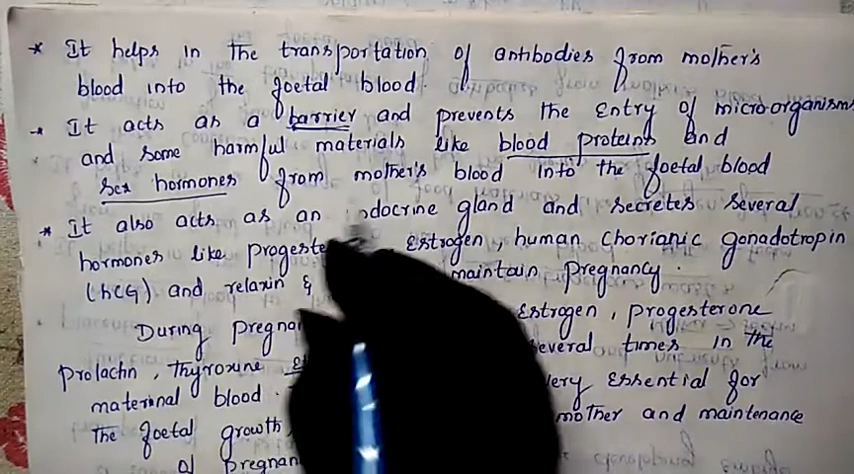 * It helps in the transportation of antibodies from mother's
blood into the foetal blood.
* It acts as a barrier and prevents the entry of microorganisms
and some harmful materials like blood proteins and
sex hormones from mother's blood into the foetal blood
* It also acts as an docrine gland and secretes several
hormones like progeste estrogen, human chorianic gonadotropin
(hCG) and relaxin & maintain pregnancy.
During pregna estrogen, progesterone
prolactin, thyroxine several times in the
maternal blood. very essential for
the foetal growth, mother and maintenance
of pregnan